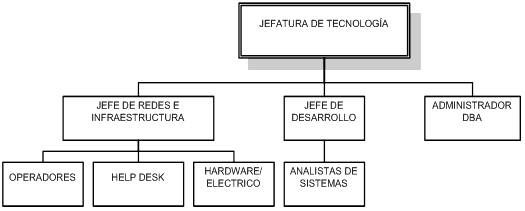 JEFATURA DE TECNOLOGÍA
JEFE DE REDES E
INFRAESTRUCTURA
JEFE DE
DESARROLLO
ADMINISTRADOR
DBA
OPERADORES
HELP DESK
HARDWARE/
ELECTRICO
ANALISTAS DE
SISTEMAS